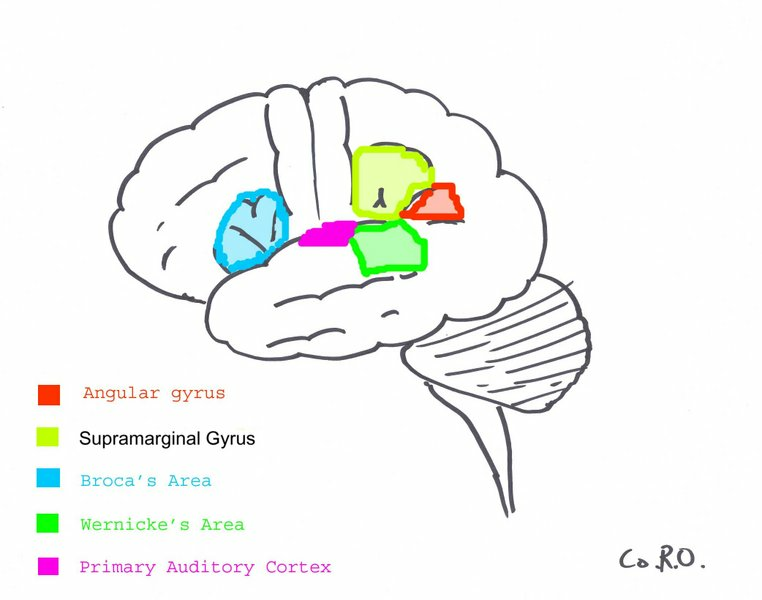 Angular gyrus
Supramarginal Gyrus
Broca's Area
Wernicke's Area
Primary Auditory Cortex
Co R.O.